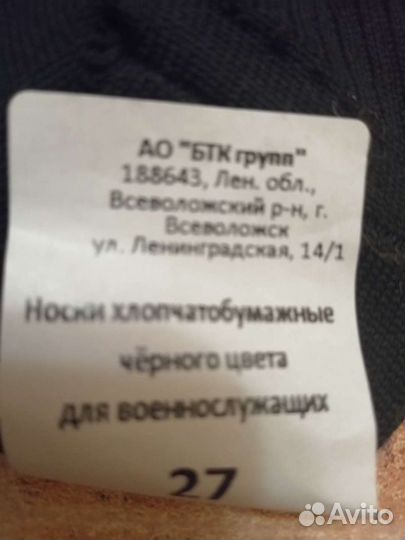 АО "БТК групп"
188643, Лен. обл.,
Всеволожский р-н, г.
Всеволожск
ул. Ленинградская, 14/1
Носки хлопчатобумажные
чёрного цвета
для военнослужащих
27
Avito